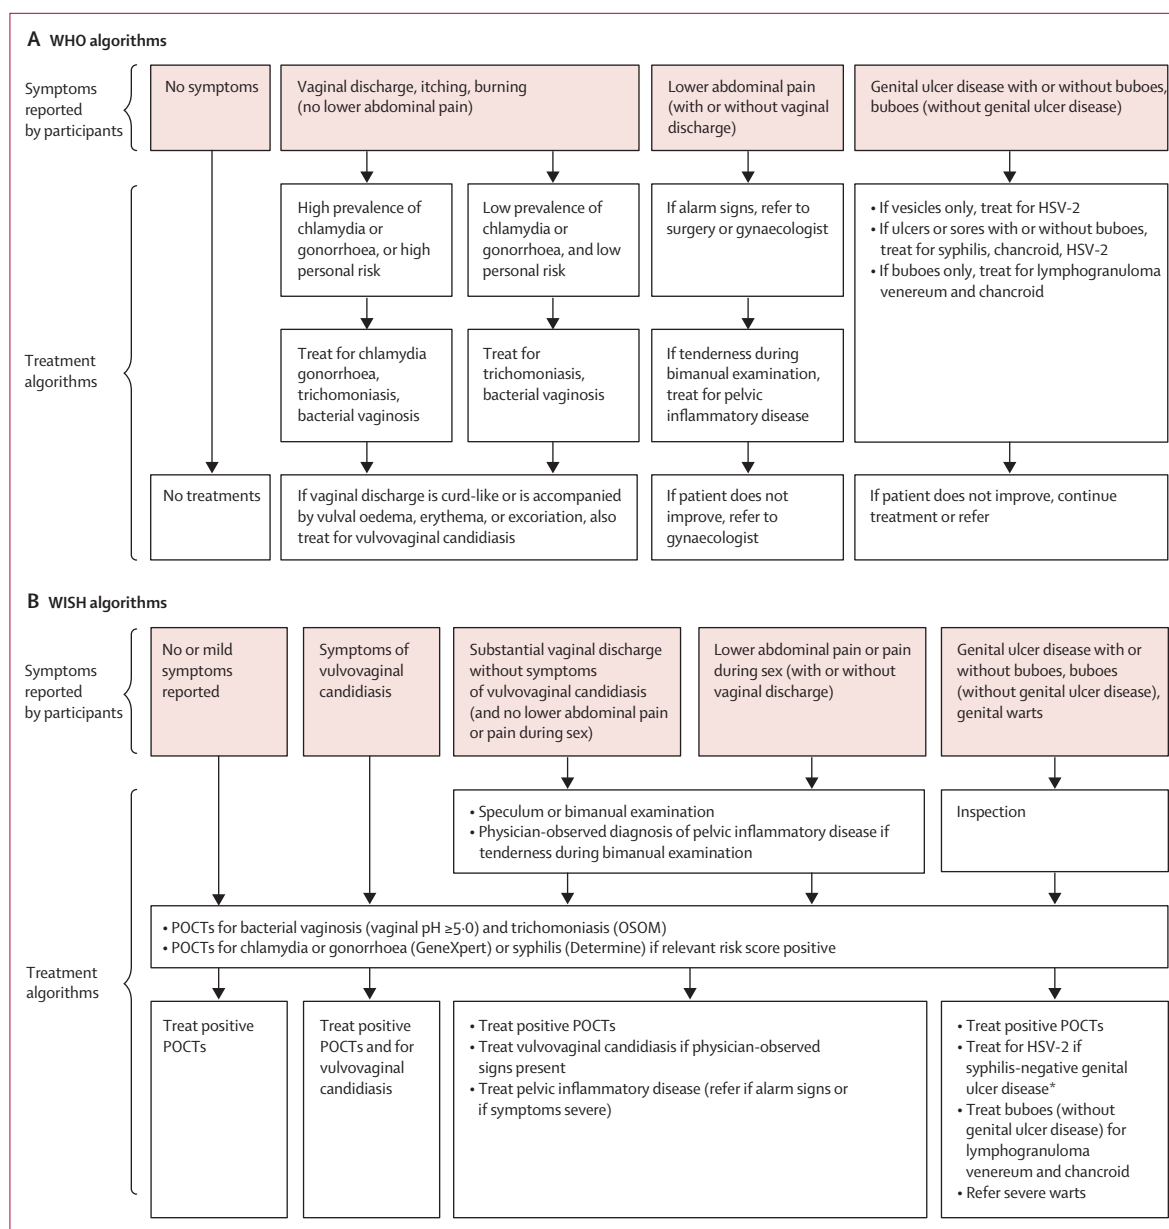 A WHO algorithms
Symptoms
reported
by participants
No symptoms
Vaginal discharge, itching, burning
(no lower abdominal pain)
Lower abdominal pain
(with or without vaginal
discharge)
Genital ulcer disease with or without buboes,
buboes (without genital ulcer disease)
Treatment
algorithms
High prevalence of
chlamydia or
gonorrhoea, or high
personal risk
Low prevalence of
chlamydia or
gonorrhoea, and low
personal risk
If alarm signs, refer to
surgery or gynaecologist
• If vesicles only, treat for HSV-2
• If ulcers or sores with or without buboes,
treat for syphilis, chancroid, HSV-2
• If buboes only, treat for lymphogranuloma
venereum and chancroid
Treat for chlamydia
gonorrhoea,
trichomoniasis,
bacterial vaginosis
Treat for
trichomoniasis,
bacterial vaginosis
If tenderness during
bimanual examination,
treat for pelvic
inflammatory disease
No treatments
If vaginal discharge is curd-like or is accompanied
by vulval oedema, erythema, or excoriation, also
treat for vulvovaginal candidiasis
If patient does not
improve, refer to
gynaecologist
If patient does not improve, continue
treatment or refer
B WISH algorithms
Symptoms
reported
by participants
No or mild
symptoms
reported
Symptoms of
vulvovaginal
candidiasis
Substantial vaginal discharge
without symptoms
of vulvovaginal candidiasis
(and no lower abdominal pain
or pain during sex)
Lower abdominal pain or pain
during sex (with or without
vaginal discharge)
Genital ulcer disease with or
without buboes, buboes
(without genital ulcer disease),
genital warts
Treatment
algorithms
• Speculum or bimanual examination
• Physician-observed diagnosis of pelvic inflammatory disease if
tenderness during bimanual examination
Inspection
• POCTs for bacterial vaginosis (vaginal pH ≥5·0) and trichomoniasis (OSOM)
• POCTs for chlamydia or gonorrhoea (GeneXpert) or syphilis (Determine) if relevant risk score positive
Treat positive
POCTs
Treat positive
POCTs and for
vulvovaginal
candidiasis
• Treat positive POCTs
• Treat vulvovaginal candidiasis if physician-observed
signs present
• Treat pelvic inflammatory disease (refer if alarm signs or
if symptoms severe)
• Treat positive POCTs
• Treat for HSV-2 if
syphilis-negative genital
ulcer disease*
• Treat buboes (without
genital ulcer disease) for
lymphogranuloma
venereum and chancroid
• Refer severe warts